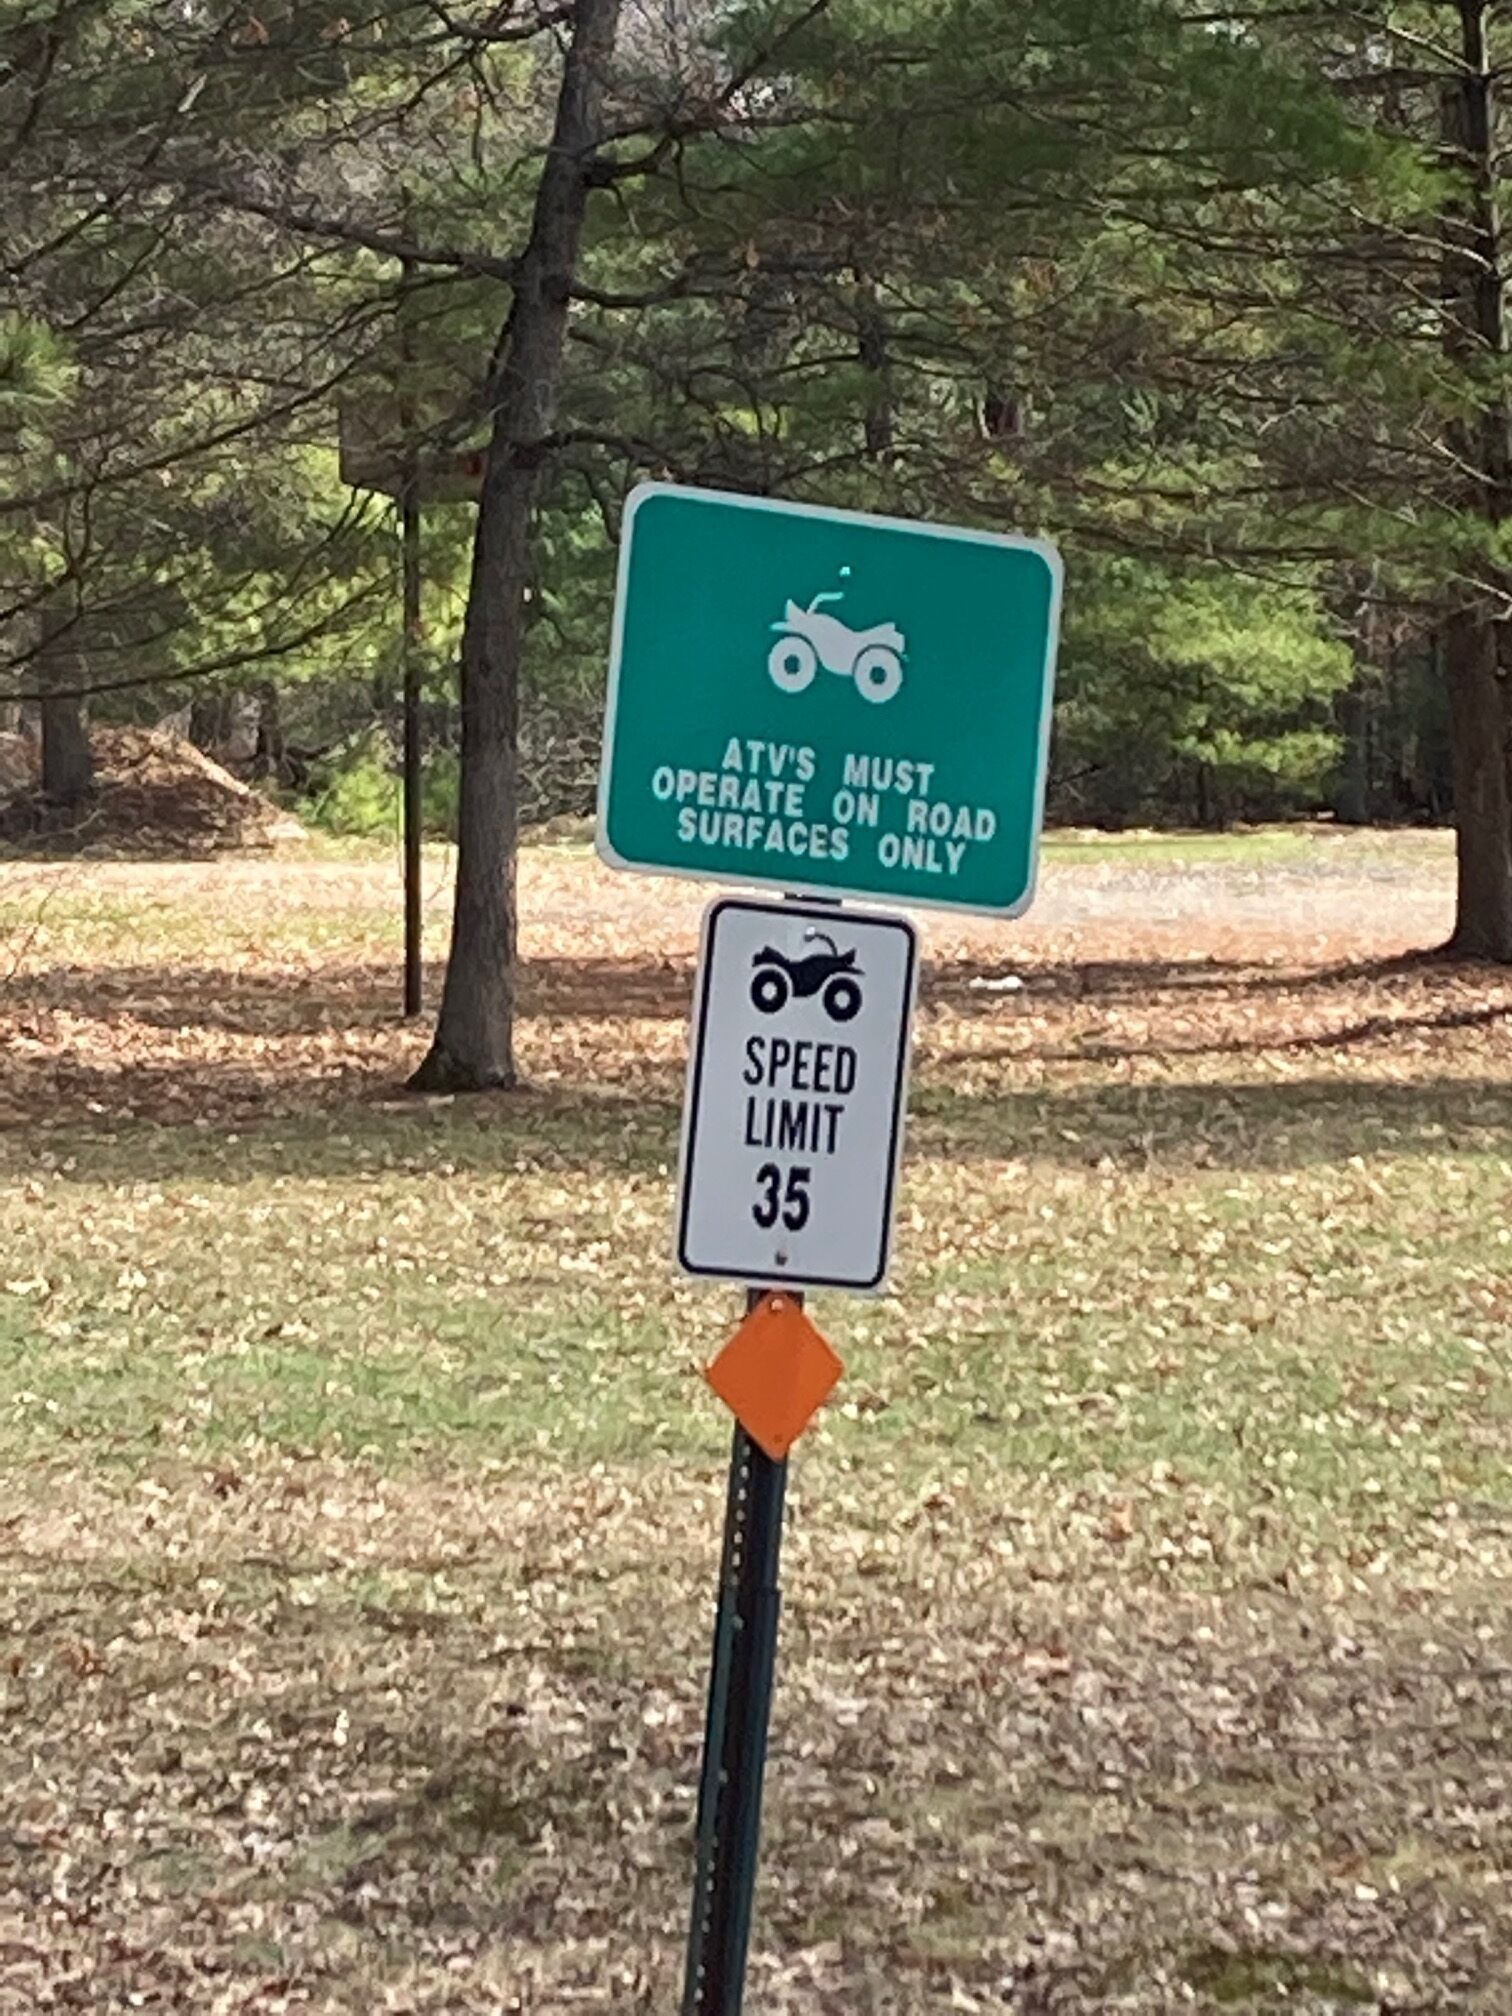 ATV'S MUST
OPERATE ON ROAD
SURFACES ONLY
SPEED
LIMIT
35